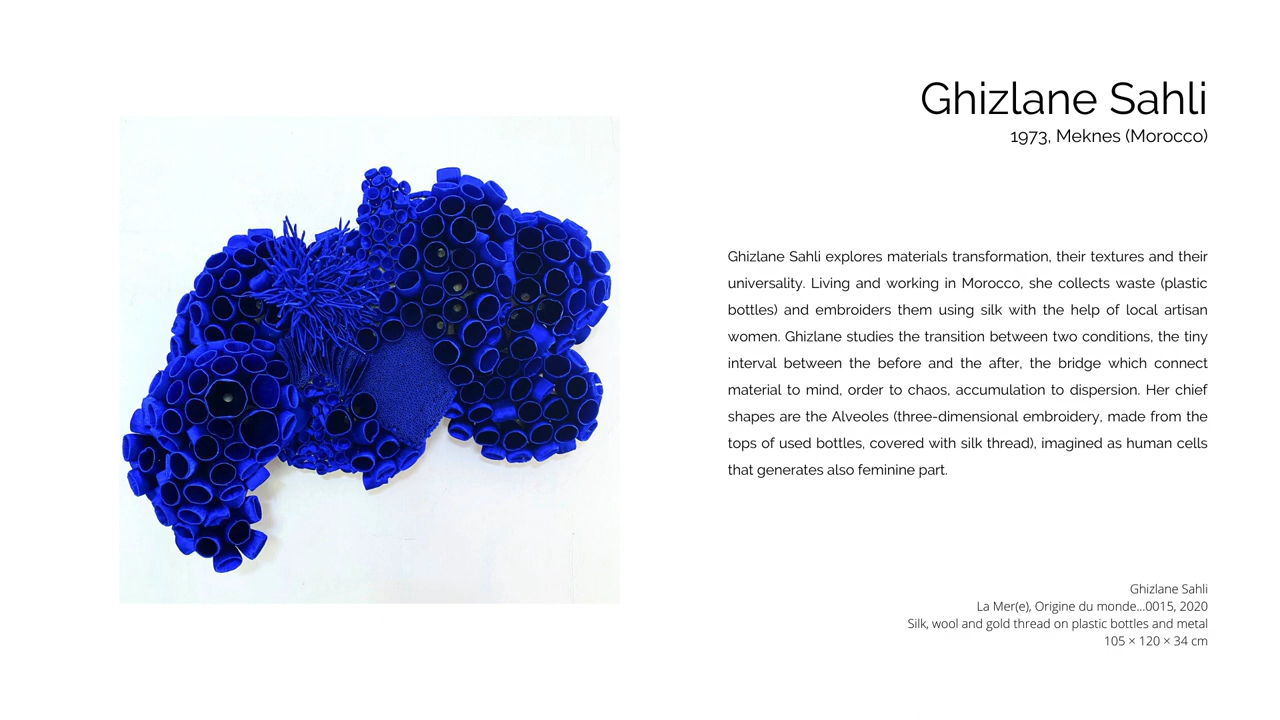 Ghizlane Sahli
1973, Meknes (Morocco)
Ghizlane Sahli explores materials transformation, their textures and their
universality. Living and working in Morocco, she collects waste (plastic
bottles) and embroiders them using silk with the help of local artisan
women. Ghizlane studies the transition between two conditions, the tiny
interval between the before and the after, the bridge which connect
material to mind, order to chaos, accumulation to dispersion. Her chief
shapes are the Alveoles (three-dimensional embroidery, made from the
tops of used bottles, covered with silk thread), imagined as human cells
that generates also feminine part.
Ghizlane Sahli
La Mer(e), Origine du monde...0015, 2020
Silk, wool and gold thread on plastic bottles and metal
105 × 120 × 34 cm